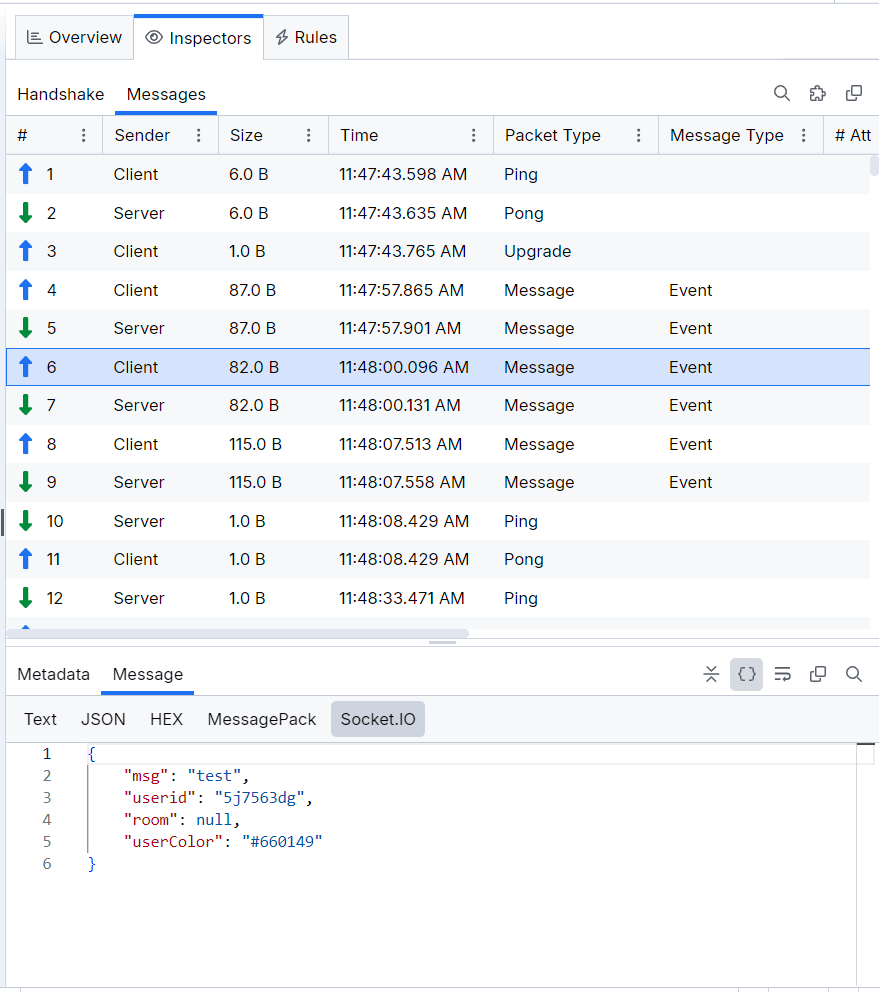 Overview Inspectors Rules
Handshake Messages
# Sender Size Time Packet Type Message Type # Att
1 Client 6.0 B 11:47:43.598 AM Ping
2 Server 6.0 B 11:47:43.635 AM Pong
3 Client 1.0 B 11:47:43.765 AM Upgrade
4 Client 87.0 B 11:47:57.865 AM Message Event
5 Server 87.0 B 11:47:57.901 AM Message Event
6 Client 82.0 B 11:48:00.096 AM Message Event
7 Server 82.0 B 11:48:00.131 AM Message Event
8 Client 115.0 B 11:48:07.513 AM Message Event
9 Server 115.0 B 11:48:07.558 AM Message Event
10 Server 1.0 B 11:48:08.429 AM Ping
11 Client 1.0 B 11:48:08.429 AM Pong
12 Server 1.0 B 11:48:33.471 AM Ping
Metadata Message
Text JSON HEX MessagePack Socket.IO
1 {
2 "msg": "test",
3 "userid": "5j7563dg",
4 "room": null,
5 "userColor": "#660149"
6 }